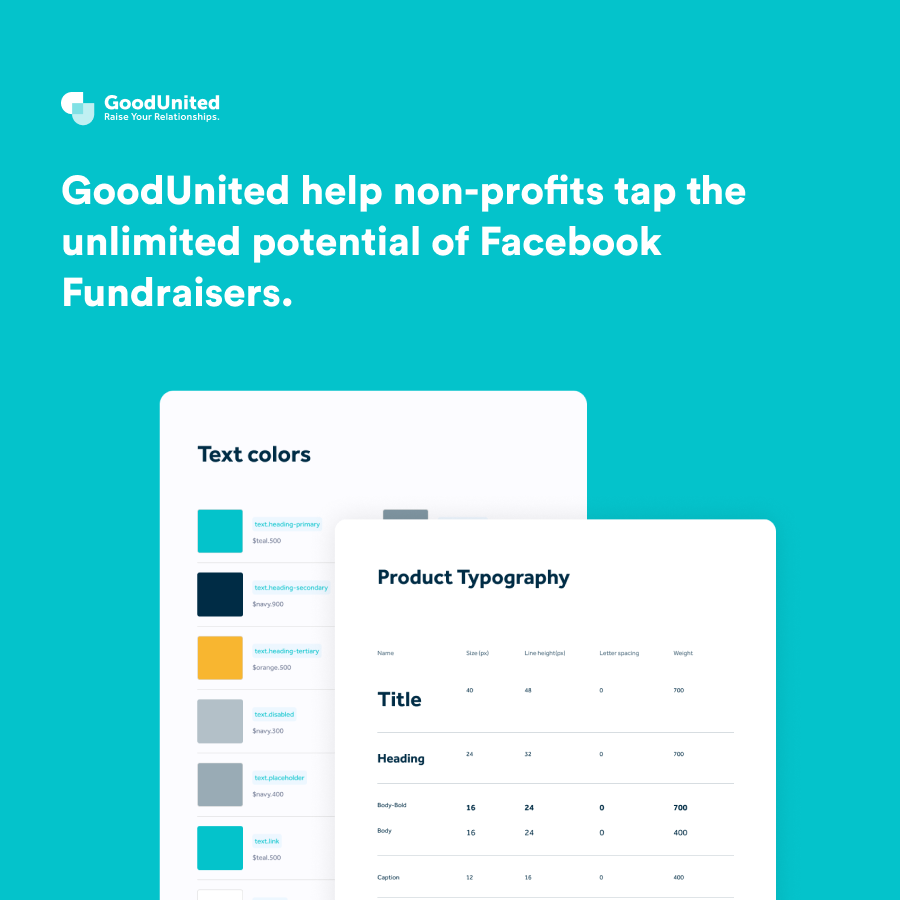 GoodUnited
Raise Your Relationships.
GoodUnited help non-profits tap the
unlimited potential of Facebook
Fundraisers.
Text colors
text.heading-primary
$teal.500
text.heading-secondary
$navy.900
text.heading-tertiary
$orange.500
text.disabled
$navy.300
text.placeholder
$navy.400
text.link
$teal.500
Product Typography
Name Size (px) Line height(px) Letter spacing Weight
Title 40 48 0 700
Heading 24 32 0 700
Body-Bold 16 24 0 700
Body 16 24 0 400
Caption 12 16 0 400